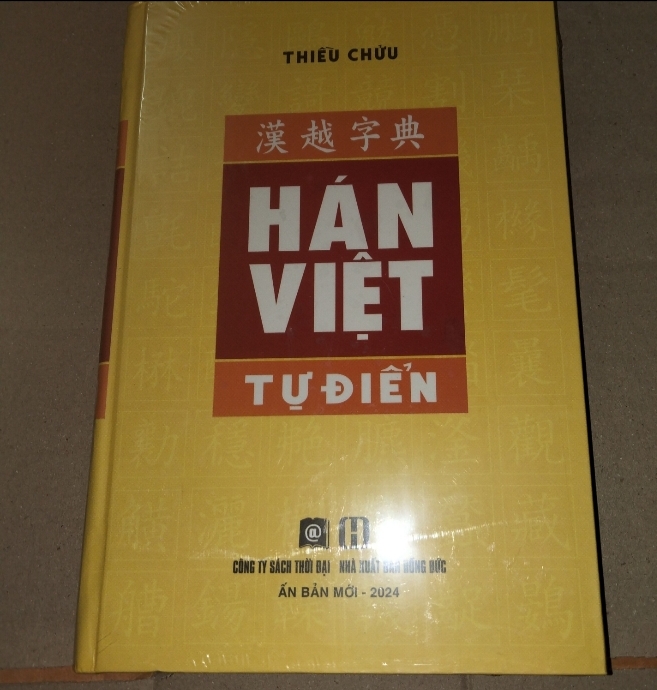 THIỀU CHỬU
漢越字典
HÁN
VIỆT
TỰ ĐIỂN
@ H
CÔNG TY SÁCH THỜI ĐẠI NHÀ XUẤT BẢN HỒNG ĐỨC
ẤN BẢN MỚI - 2024